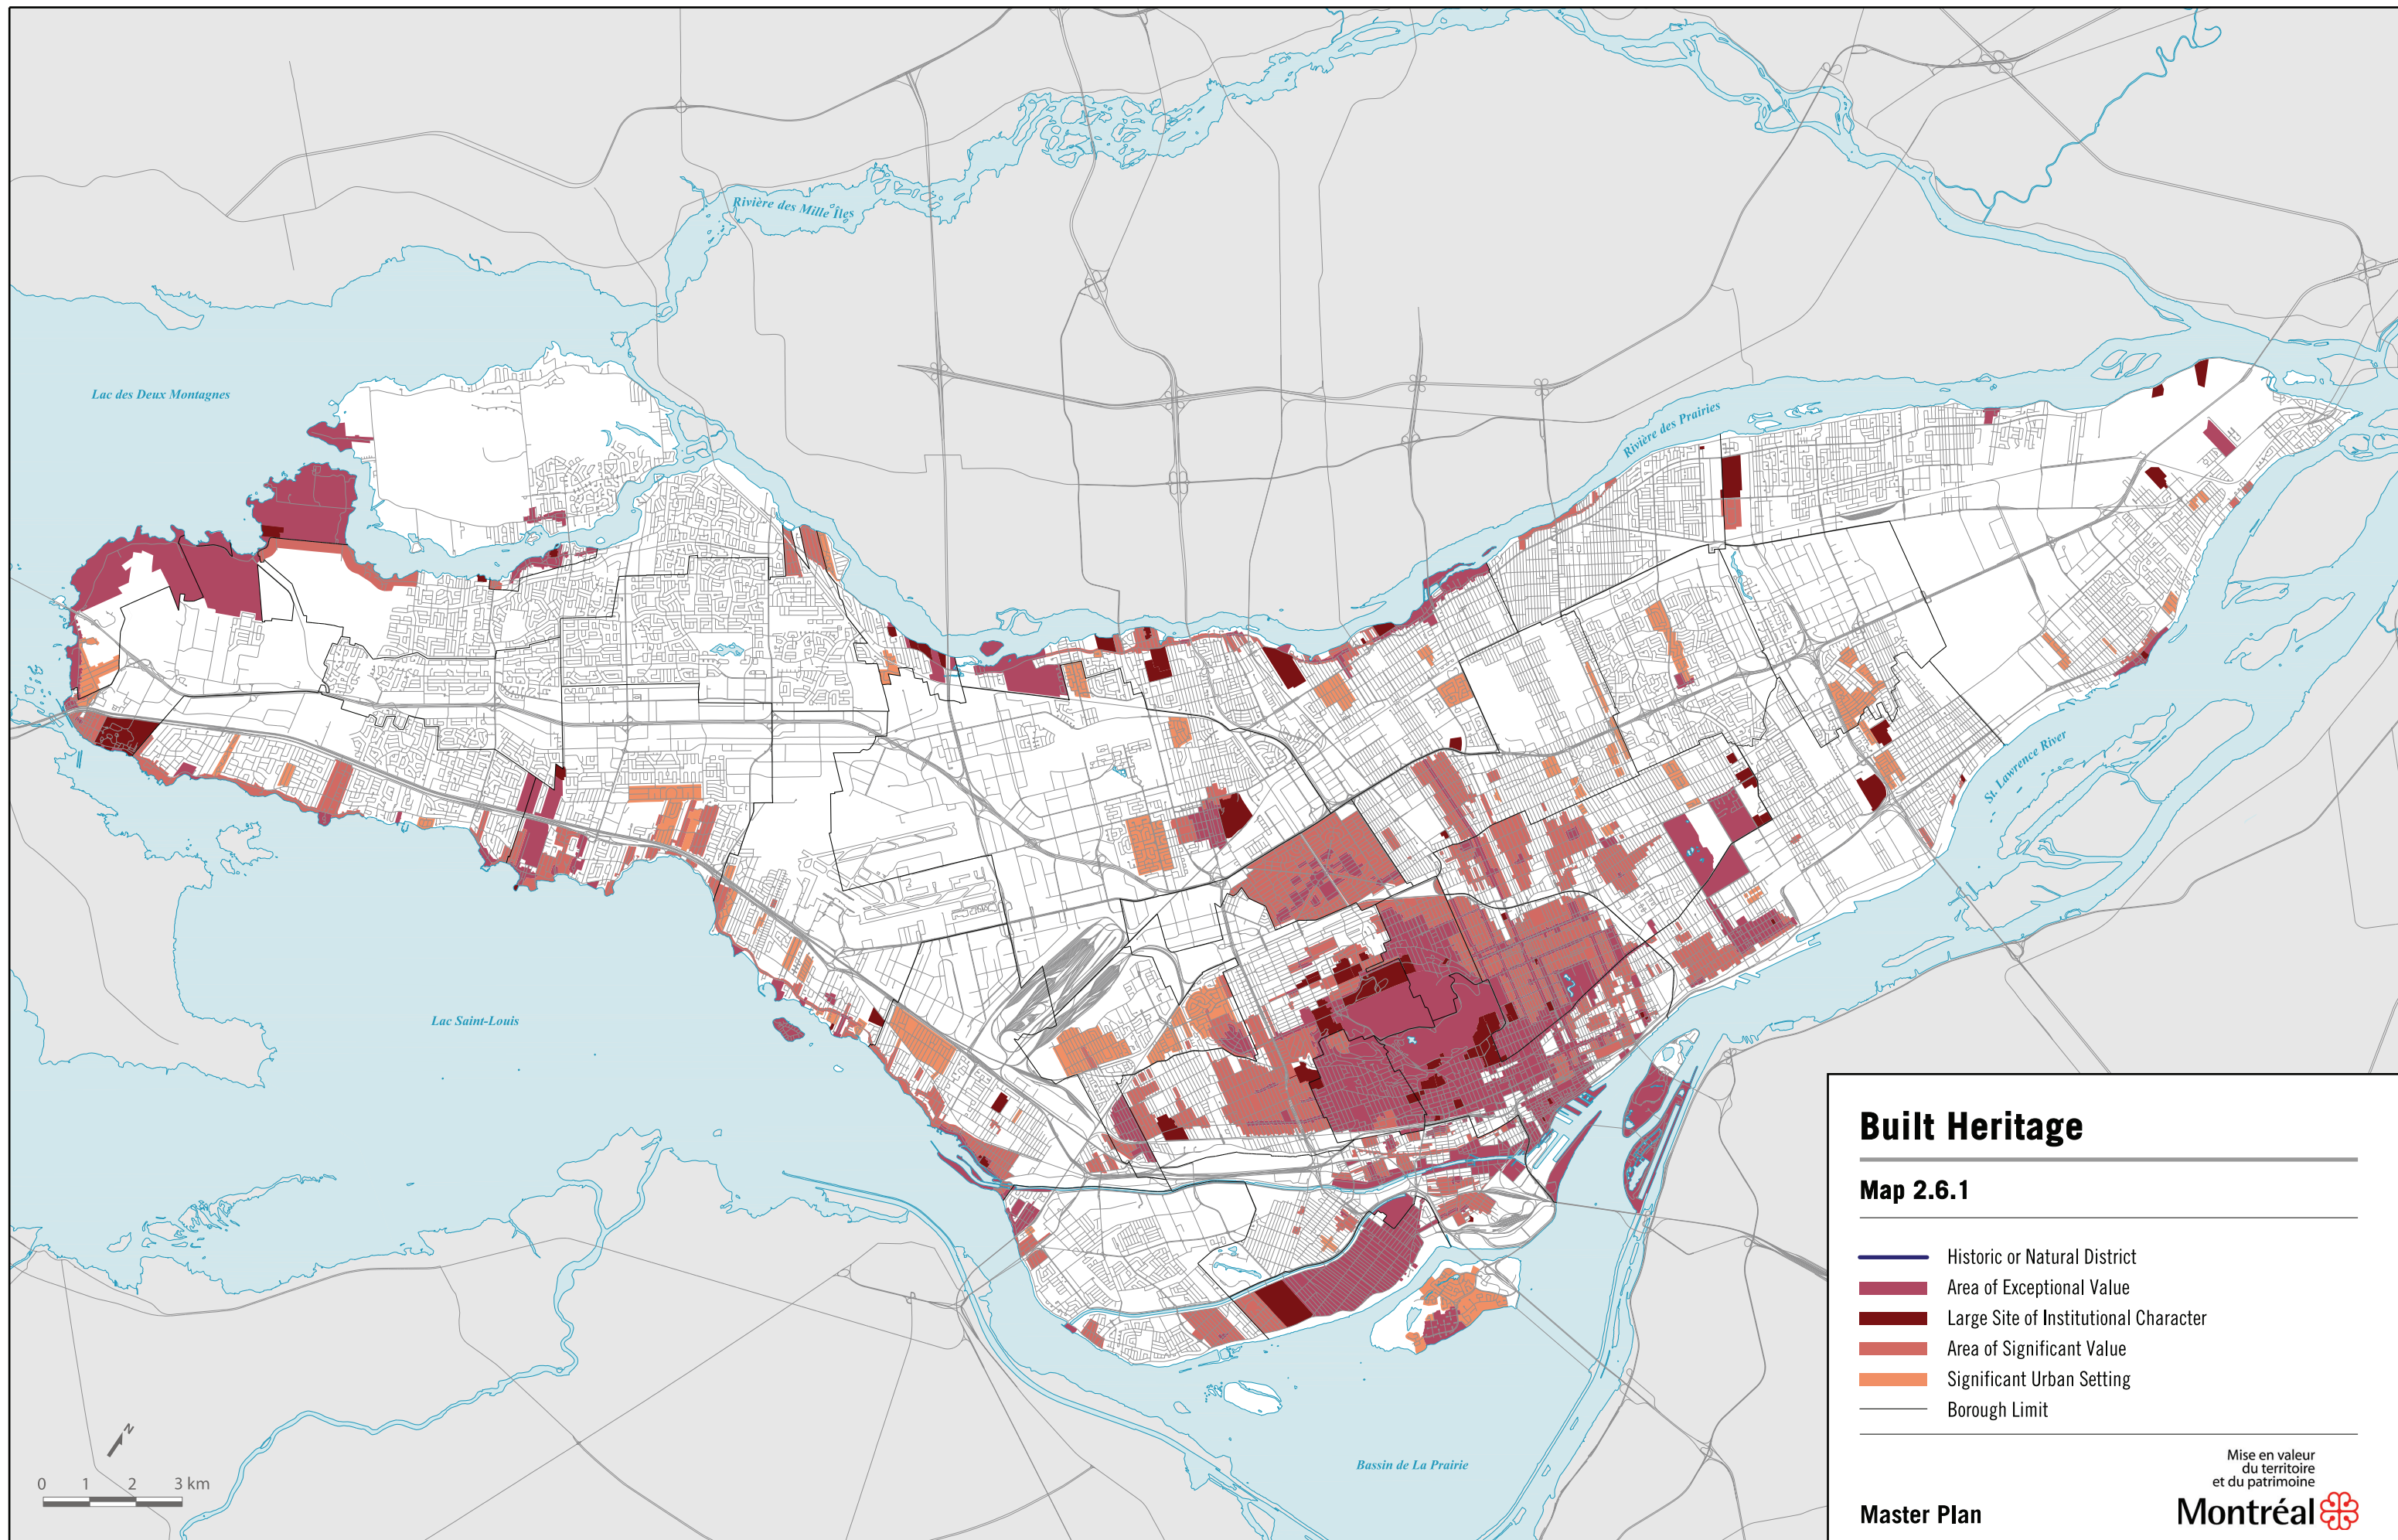 Rivière des Mille Îles
Lac des Deux Montagnes
Rivière des Prairies
St. Lawrence River
Lac Saint-Louis
Bassin de La Prairie
N
0 1 2 3 km
Built Heritage
Map 2.6.1
Historic or Natural District
Area of Exceptional Value
Large Site of Institutional Character
Area of Significant Value
Significant Urban Setting
Borough Limit
Mise en valeur
du territoire
et du patrimoine
Master Plan
Montréal